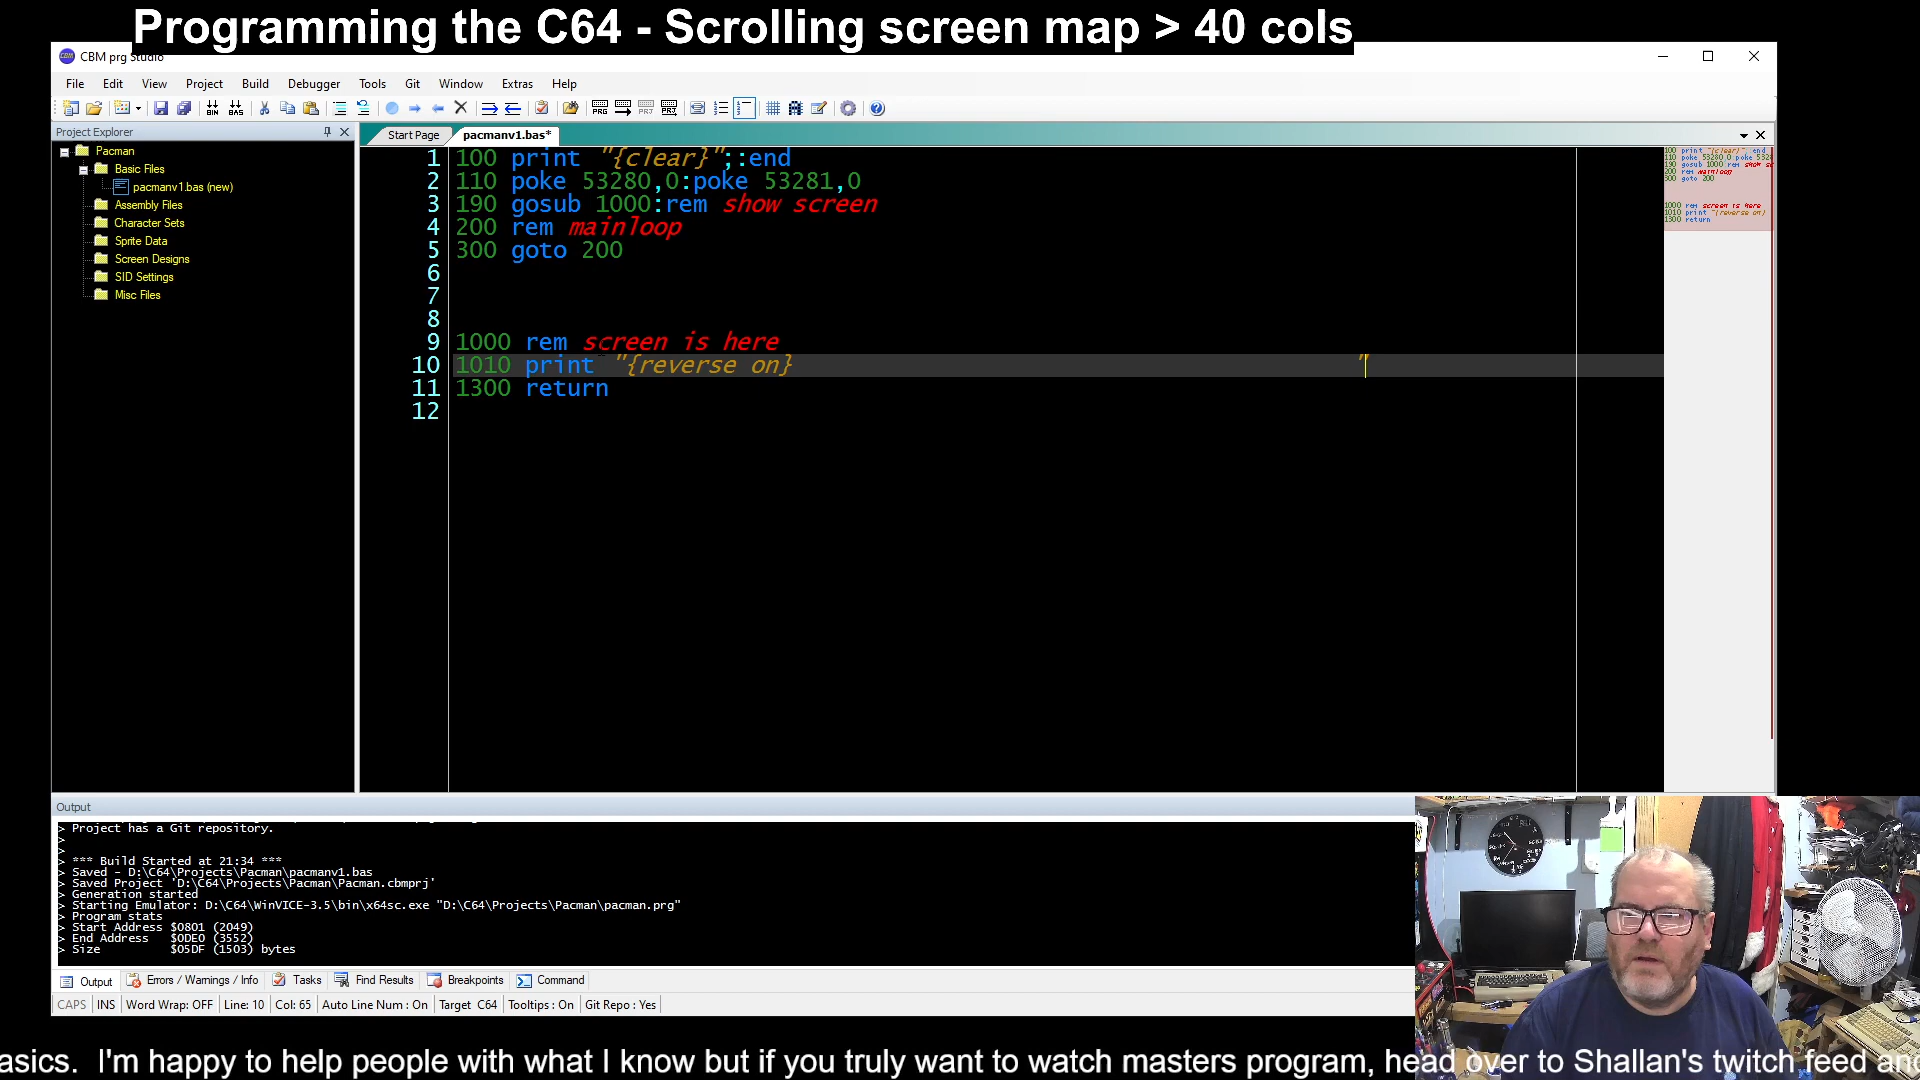 Programming the C64 - Scrolling screen map > 40 cols
CBM prg Studio
File Edit View Project Build Debugger Tools Git Window Extras Help
Project Explorer
Start Page
pacmanv1.bas*
Pacman
Basic Files
pacmanv1.bas (new)
Assembly Files
Character Sets
Sprite Data
Screen Designs
SID Settings
Misc Files
1 100 print "{clear}";:end
2 110 poke 53280,0:poke 53281,0
3 190 gosub 1000:rem show screen
4 200 rem mainloop
5 300 goto 200
6
7
8
9 1000 rem screen is here
10 1010 print "{reverse on} "
11 1300 return
12
Output
> Project has a Git repository.
>
>
> *** Build Started at 21:34 ***
> Saved - D:\C64\Projects\Pacman\pacmanv1.bas
> Saved Project 'D:\C64\Projects\Pacman\Pacman.cbmprj'
> Generation started
> Starting Emulator: D:\C64\WinVICE-3.5\bin\x64sc.exe "D:\C64\Projects\Pacman\pacman.prg"
> Program stats
> Start Address $0801 (2049)
> End Address $0DE0 (3552)
> Size $05DF (1503) bytes
Output Errors / Warnings / Info Tasks Find Results Breakpoints Command
CAPS INS Word Wrap: OFF Line: 10 Col: 65 Auto Line Num : On Target C64 Tooltips : On Git Repo : Yes
asics. I'm happy to help people with what I know but if you truly want to watch masters program, head over to Shallan's twitch feed and